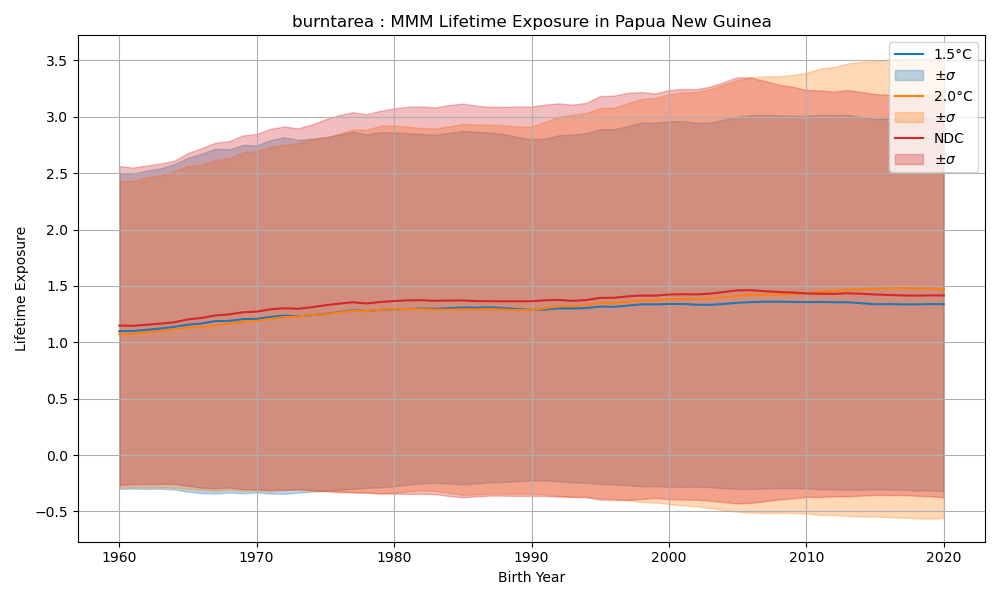 burntarea : MMM Lifetime Exposure in Papua New Guinea
Lifetime Exposure
3.5
3.0
2.5
2.0
1.5
1.0
0.5
0.0
−0.5
1.5°C
±σ
2.0°C
±σ
NDC
±σ
1960 1970 1980 1990 2000 2010 2020
Birth Year